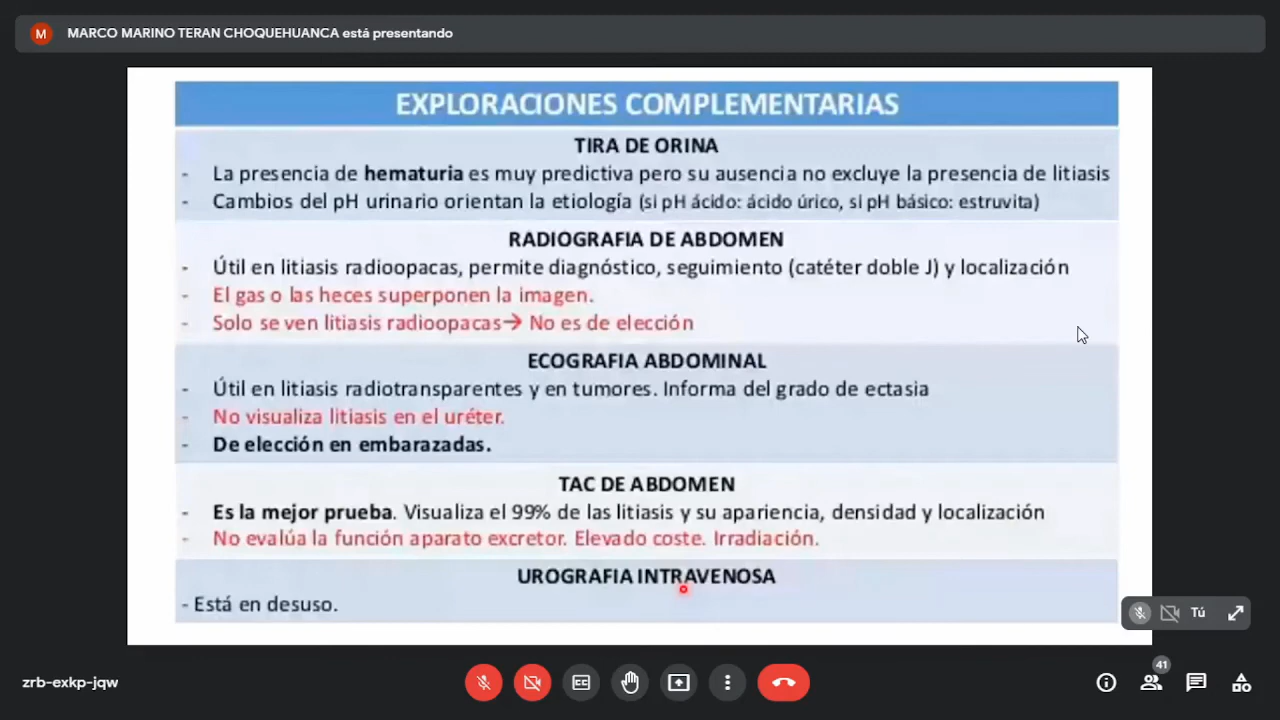 M MARCO MARINO TERAN CHOQUEHUANCA está presentando
EXPLORACIONES COMPLEMENTARIAS
TIRA DE ORINA
- La presencia de hematuria es muy predictiva pero su ausencia no excluye la presencia de litiasis
- Cambios del pH urinario orientan la etiología (si pH ácido: ácido úrico, si pH básico: estruvita)
RADIOGRAFIA DE ABDOMEN
- Útil en litiasis radioopacas, permite diagnóstico, seguimiento (catéter doble J) y localización
- El gas o las heces superponen la imagen.
- Solo se ven litiasis radioopacas→ No es de elección
ECOGRAFIA ABDOMINAL
- Útil en litiasis radiotransparentes y en tumores. Informa del grado de ectasia
- No visualiza litiasis en el uréter.
- De elección en embarazadas.
TAC DE ABDOMEN
- Es la mejor prueba. Visualiza el 99% de las litiasis y su apariencia, densidad y localización
- No evalúa la función aparato excretor. Elevado coste. Irradiación.
UROGRAFIA INTRAVENOSA
- Está en desuso.
Tú
zrb-exkp-jqw
CC
41